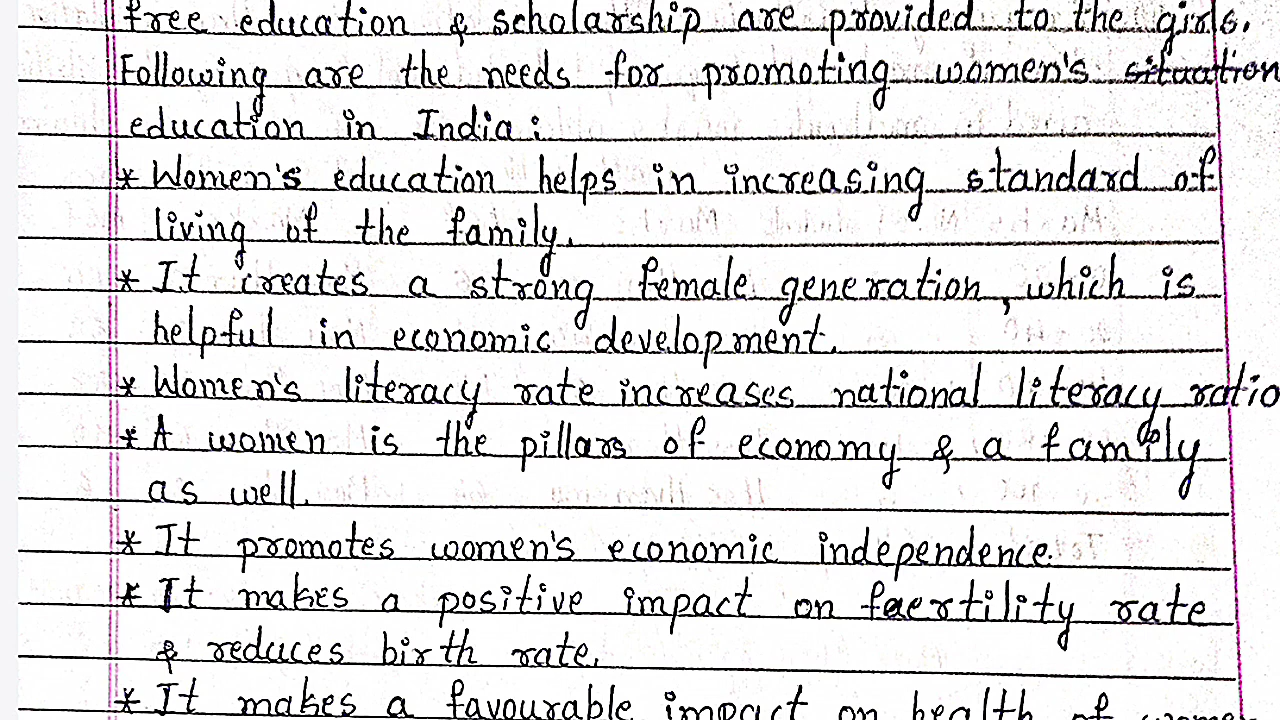 free education & scholarship are provided to the girls.
Following are the needs for promoting women's situation
education in India :
* Women's education helps in increasing standard of
living of the family.
* It creates a strong female generation, which is
helpful in economic development.
* Women's literacy rate increases national literacy ratio
* A women is the pillars of economy & a family
as well.
* It promotes women's economic independence.
* It makes a positive impact on faertility rate
& reduces birth rate.
* It makes a favourable impact on health of women